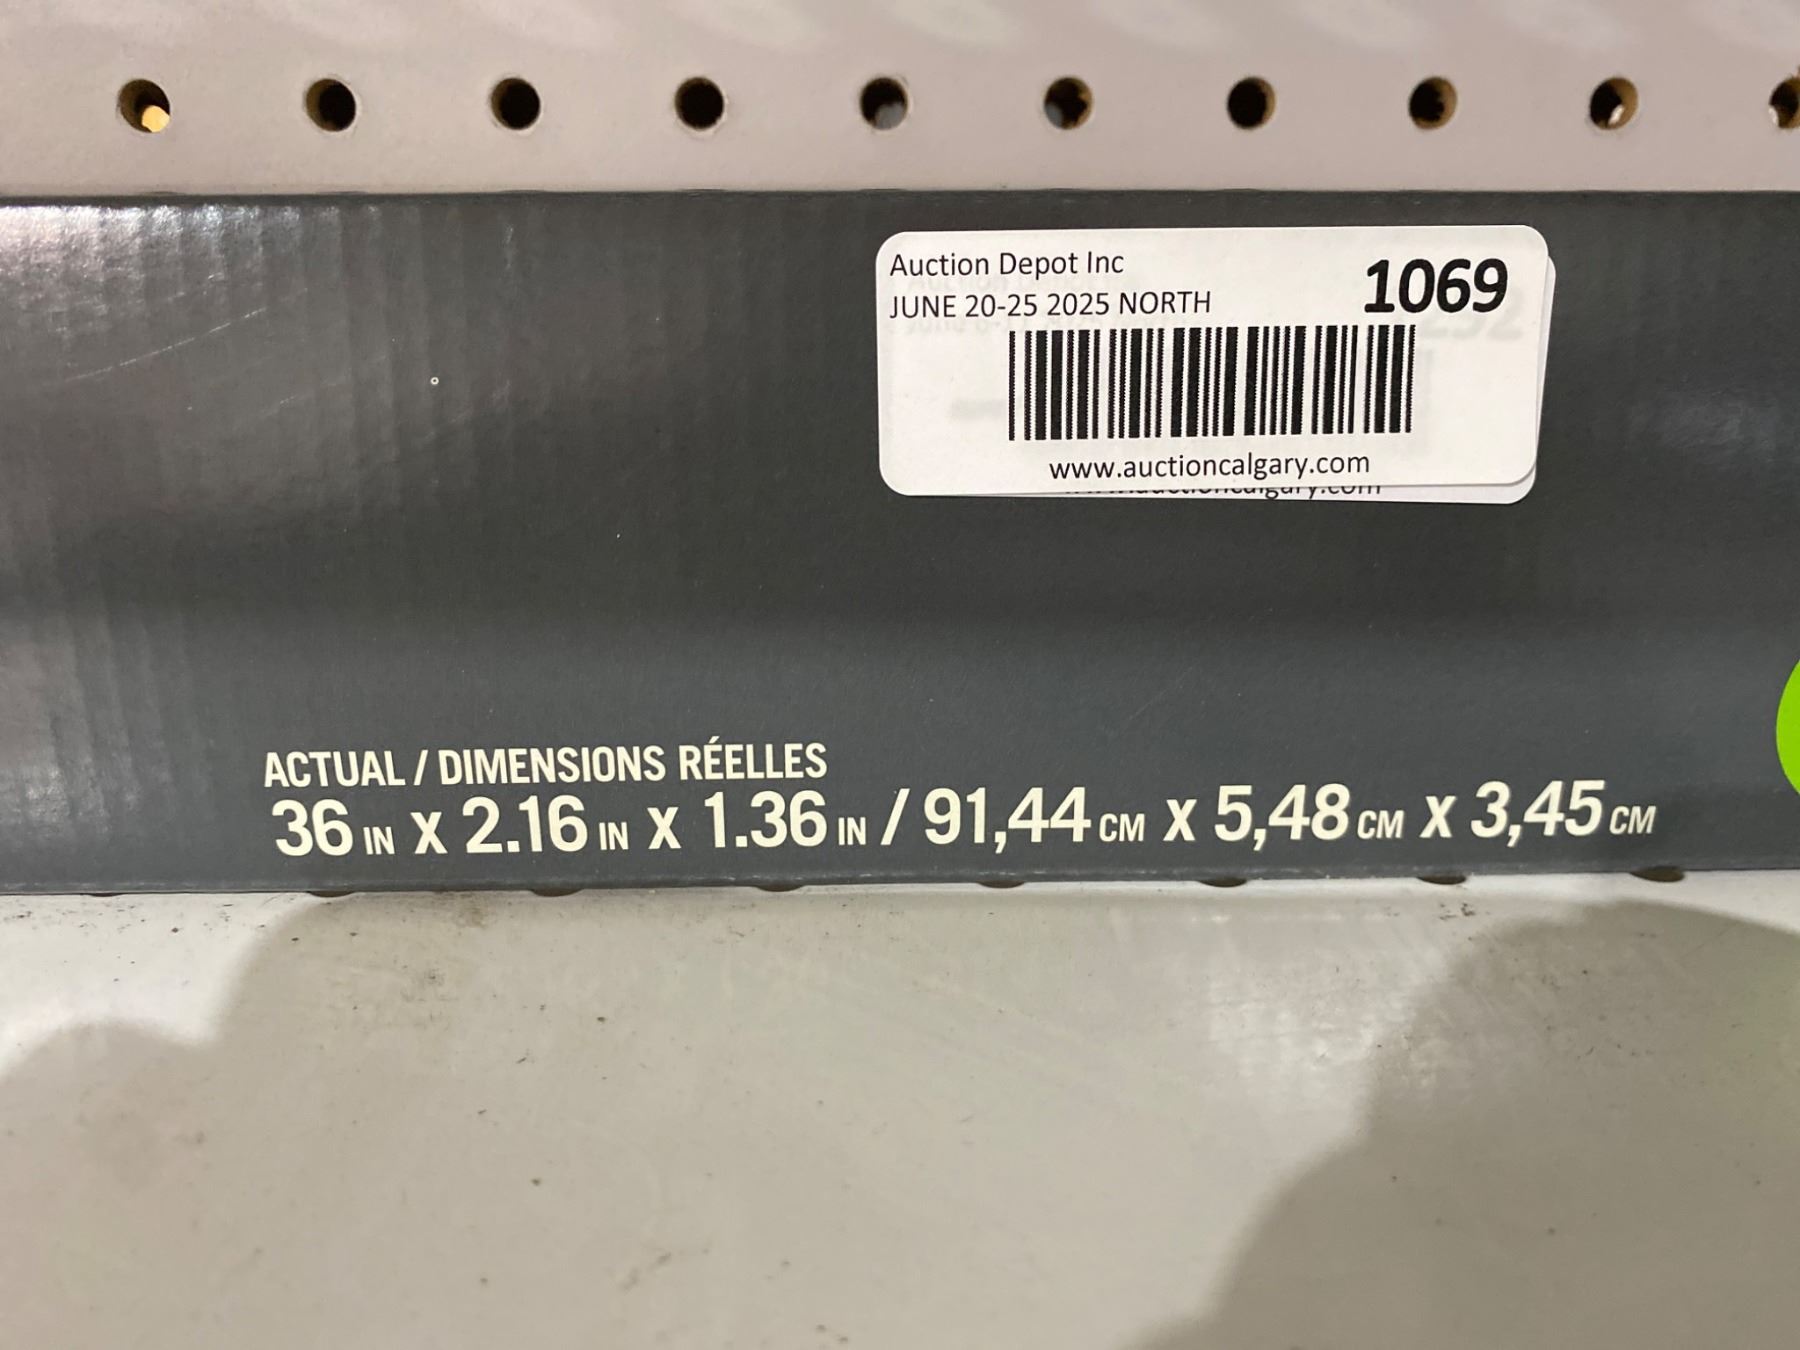 Auction Depot Inc
JUNE 20-25 2025 NORTH
1069
www.auctioncalgary.com
ACTUAL / DIMENSIONS RÉELLES
36 IN X 2.16 IN X 1.36 IN / 91,44 CM X 5,48 CM X 3,45 CM